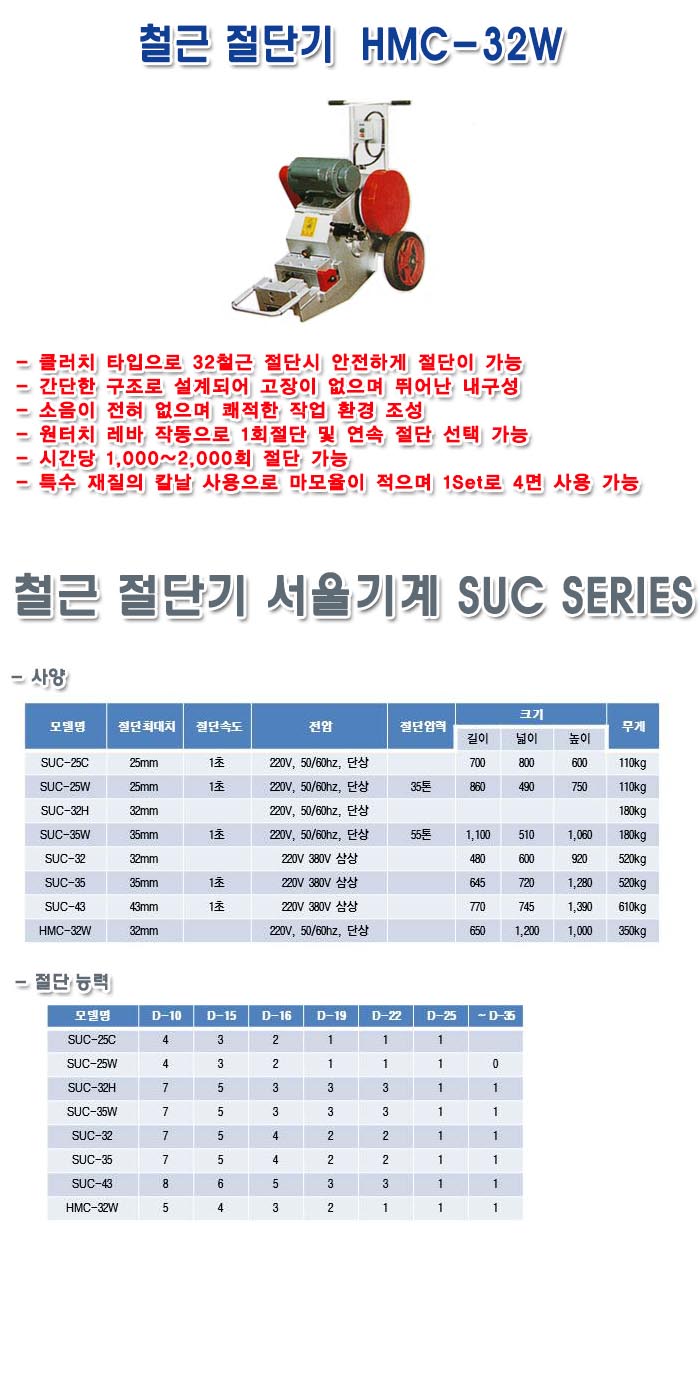 철근 절단기 HMC-32W
- 클러치 타입으로 32철근 절단시 안전하게 절단이 가능
- 간단한 구조로 설계되어 고장이 없으며 뛰어난 내구성
- 소음이 전혀 없으며 쾌적한 작업 환경 조성
- 원터치 레바 작동으로 1회절단 및 연속 절단 선택 가능
- 시간당 1,000~2,000회 절단 가능
- 특수 재질의 칼날 사용으로 마모율이 적으며 1Set로 4면 사용 가능
철근 절단기 서울기계 SUC SERIES
- 사양
모델명 절단최대치 절단속도 전압 절단압력 크기 무게
길이 넓이 높이
SUC-25C 25mm 1초 220V, 50/60hz, 단상 700 800 600 110kg
SUC-25W 25mm 1초 220V, 50/60hz, 단상 35톤 860 490 750 110kg
SUC-32H 32mm 220V, 50/60hz, 단상 180kg
SUC-35W 35mm 1초 220V, 50/60hz, 단상 55톤 1,100 510 1,060 180kg
SUC-32 32mm 220V 380V 삼상 480 600 920 520kg
SUC-35 35mm 1초 220V 380V 삼상 645 720 1,280 520kg
SUC-43 43mm 1초 220V 380V 삼상 770 745 1,390 610kg
HMC-32W 32mm 220V, 50/60hz, 단상 650 1,200 1,000 350kg
- 절단 능력
모델명 D-10 D-15 D-16 D-19 D-22 D-25 ~ D-35
SUC-25C 4 3 2 1 1 1
SUC-25W 4 3 2 1 1 1 0
SUC-32H 7 5 3 3 3 1 1
SUC-35W 7 5 3 3 3 1 1
SUC-32 7 5 4 2 2 1 1
SUC-35 7 5 4 2 2 1 1
SUC-43 8 6 5 3 3 1 1
HMC-32W 5 4 3 2 1 1 1